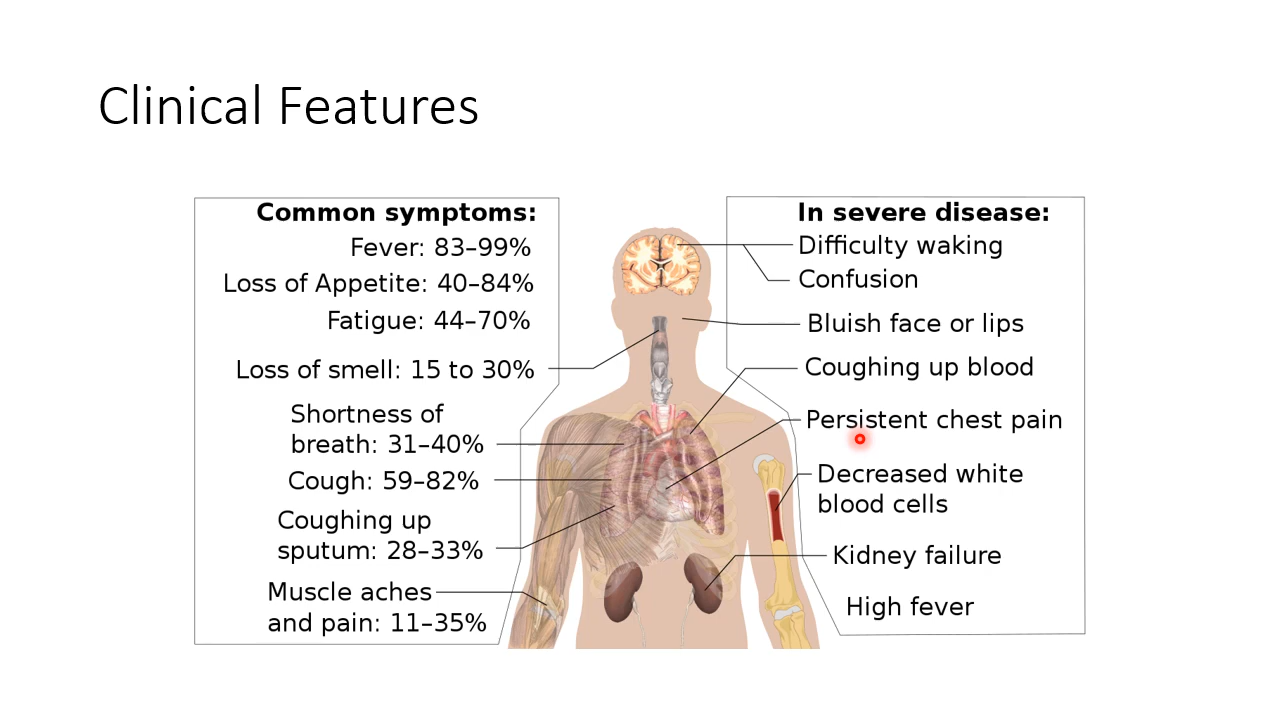 Clinical Features
Common symptoms:
Fever: 83–99%
Loss of Appetite: 40–84%
Fatigue: 44–70%
Loss of smell: 15 to 30%
Shortness of
breath: 31–40%
Cough: 59–82%
Coughing up
sputum: 28–33%
Muscle aches
and pain: 11–35%
In severe disease:
Difficulty waking
Confusion
Bluish face or lips
Coughing up blood
Persistent chest pain
Decreased white
blood cells
Kidney failure
High fever